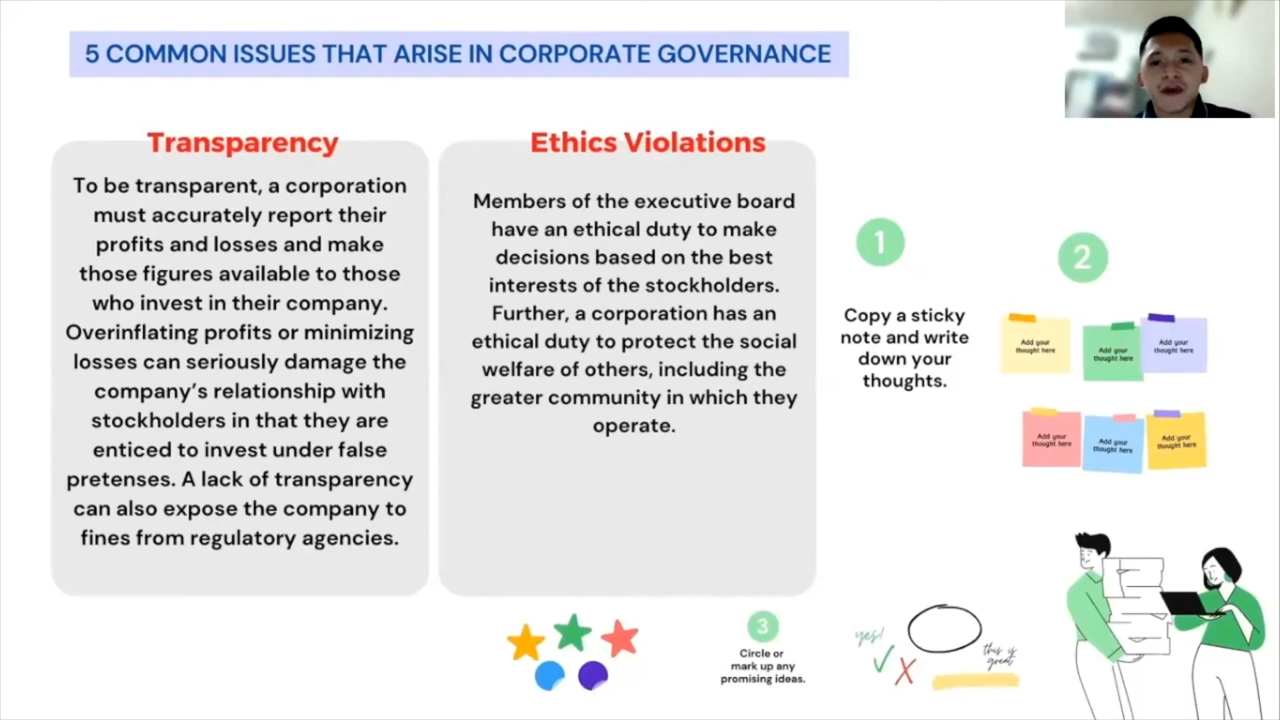 5 COMMON ISSUES THAT ARISE IN CORPORATE GOVERNANCE
Transparency
To be transparent, a corporation
must accurately report their
profits and losses and make
those figures available to those
who invest in their company.
Overinflating profits or minimizing
losses can seriously damage the
company's relationship with
stockholders in that they are
enticed to invest under false
pretenses. A lack of transparency
can also expose the company to
fines from regulatory agencies.
Ethics Violations
Members of the executive board
have an ethical duty to make
decisions based on the best
interests of the stockholders.
Further, a corporation has an
ethical duty to protect the social
welfare of others, including the
greater community in which they
operate.
1
Copy a sticky
note and write
down your
thoughts.
2
Add your
thought here
Add your
thought here
Add your
thought here
Add your
thought here
Add your
thought here
Add your
thought here
3
Circle or
mark up any
promising ideas.
yes!
this is
great